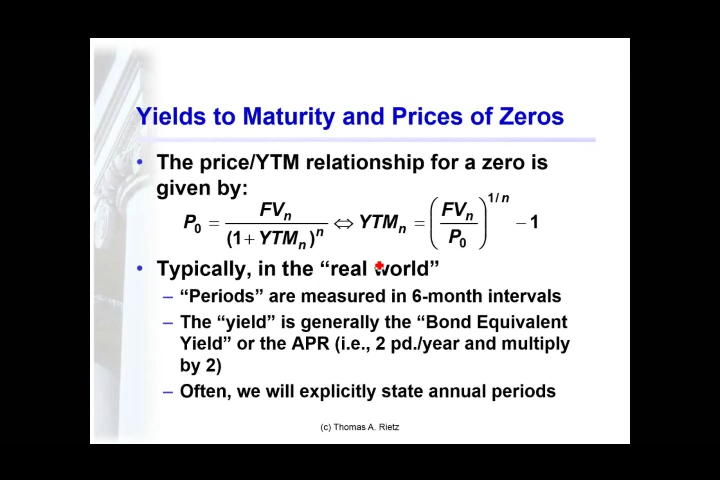 Yields to Maturity and Prices of Zeros
• The price/YTM relationship for a zero is
given by:
P₀ = FVₙ / (1 + YTMₙ)ⁿ ⇔ YTMₙ = (FVₙ / P₀)^(1/n) − 1
• Typically, in the “real world”
– “Periods” are measured in 6-month intervals
– The “yield” is generally the “Bond Equivalent
Yield” or the APR (i.e., 2 pd./year and multiply
by 2)
– Often, we will explicitly state annual periods
(c) Thomas A. Rietz